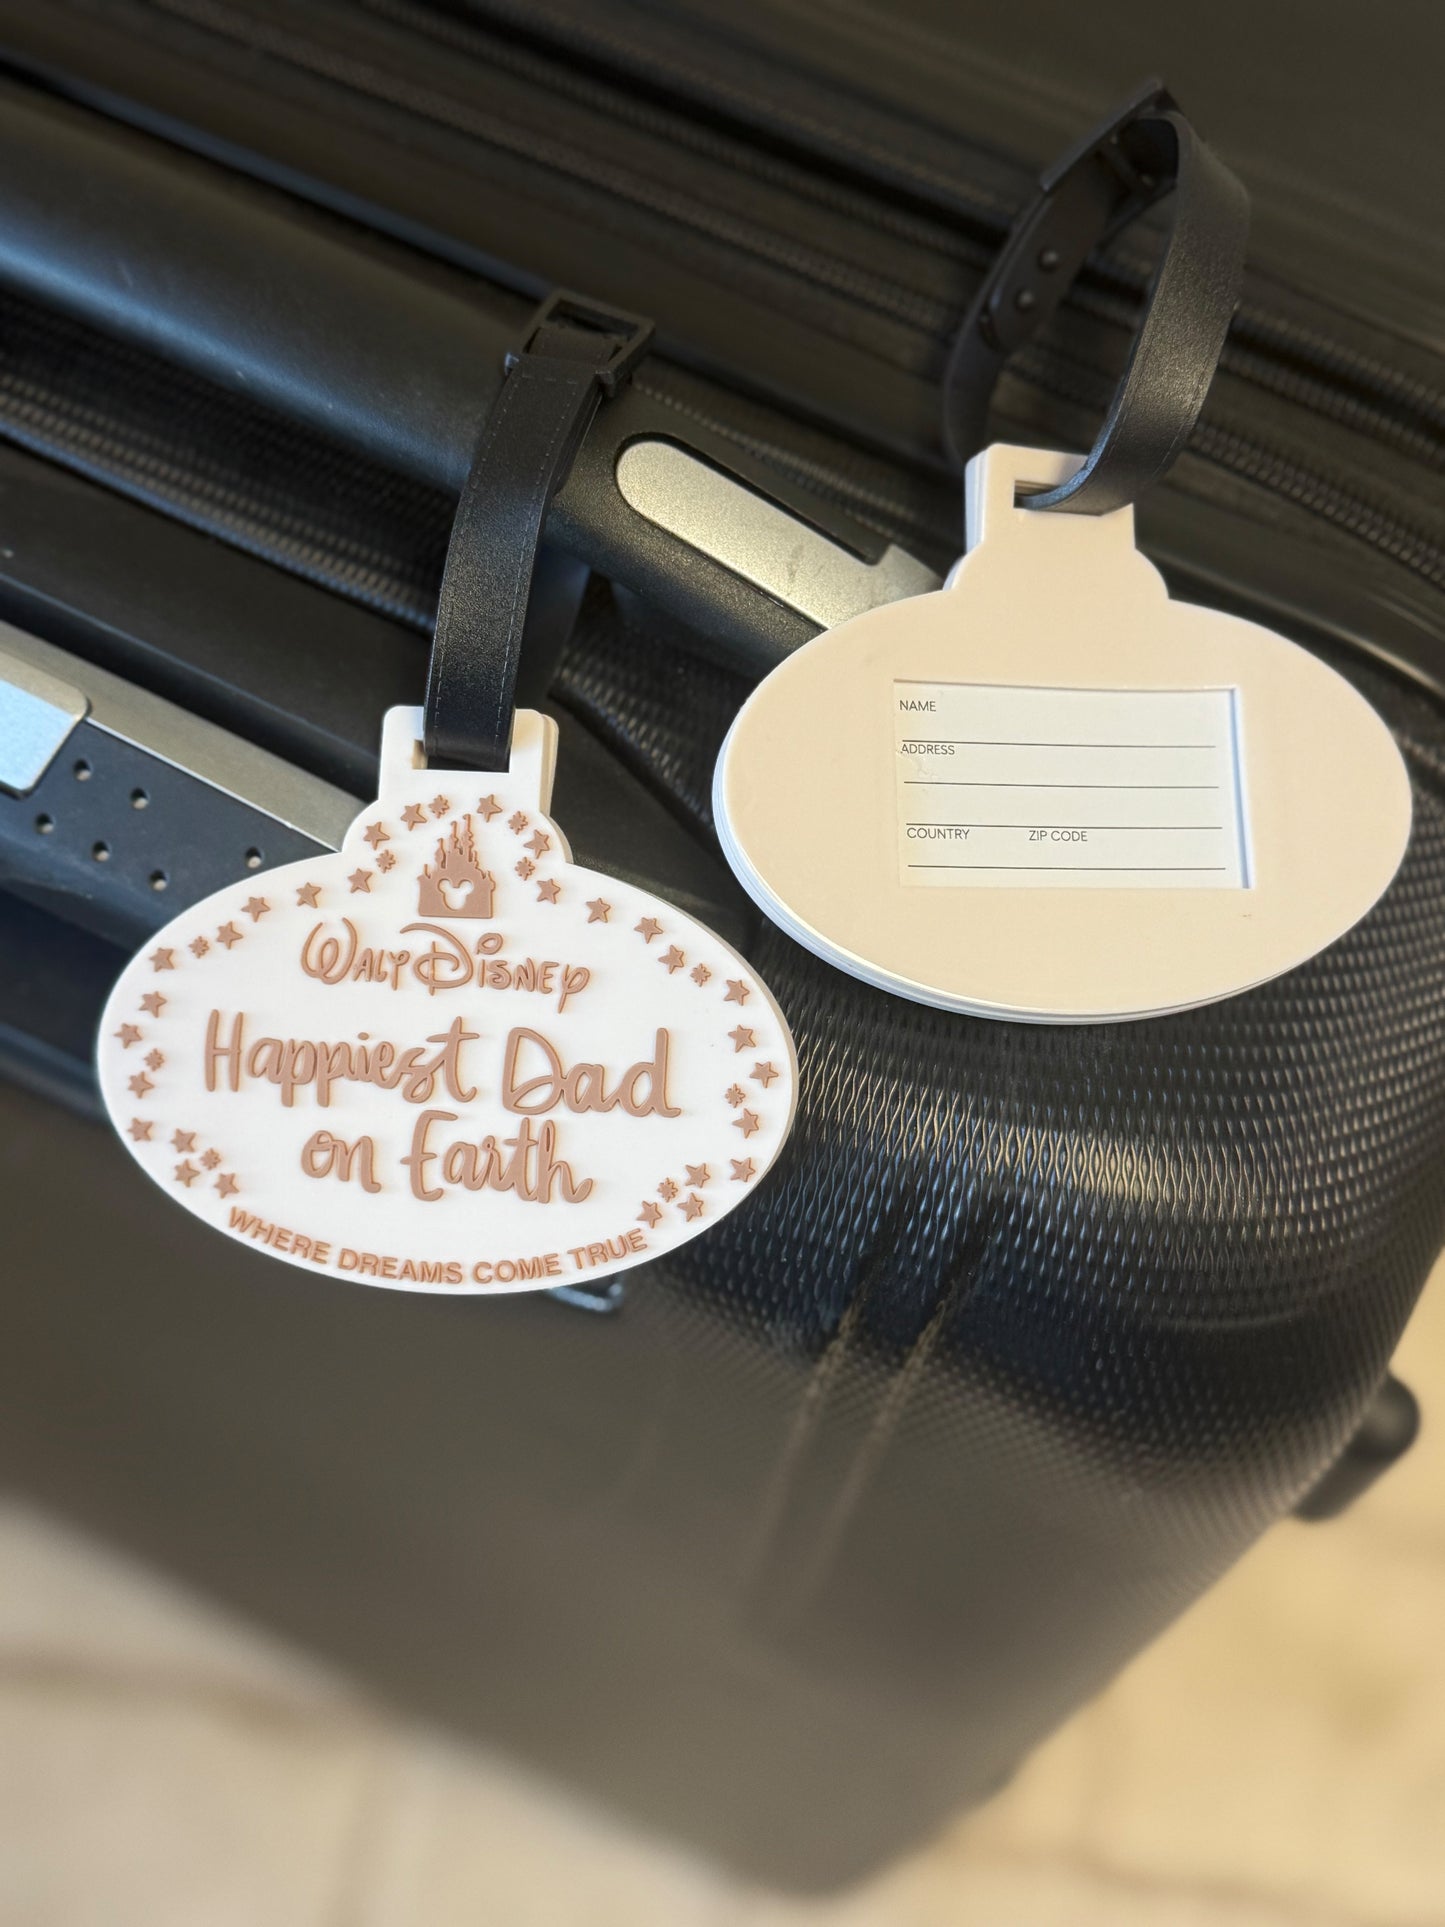 WALT DISNEY
Happiest Dad
on Earth
WHERE DREAMS COME TRUE
NAME
ADDRESS
COUNTRY ZIP CODE